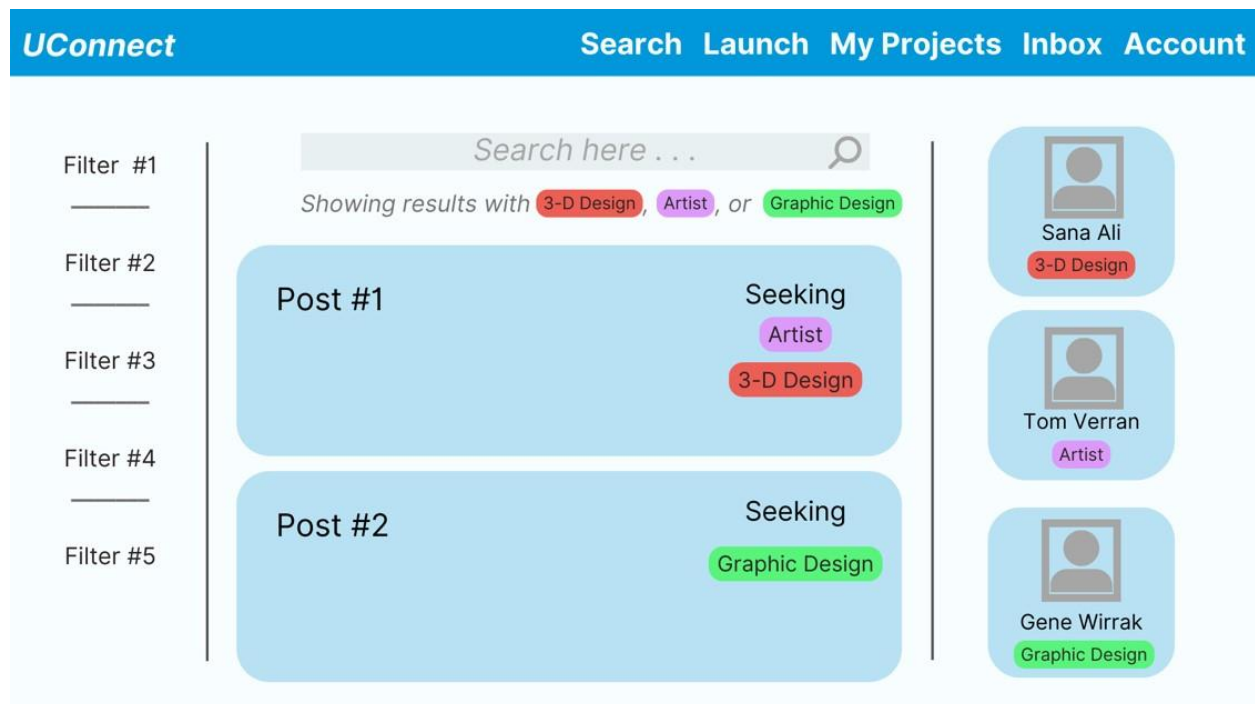 UConnect
Search Launch My Projects Inbox Account
Filter #1
Filter #2
Filter #3
Filter #4
Filter #5
Search here . . .
Showing results with 3-D Design, Artist, or Graphic Design
Post #1
Seeking
Artist
3-D Design
Post #2
Seeking
Graphic Design
Sana Ali
3-D Design
Tom Verran
Artist
Gene Wirrak
Graphic Design